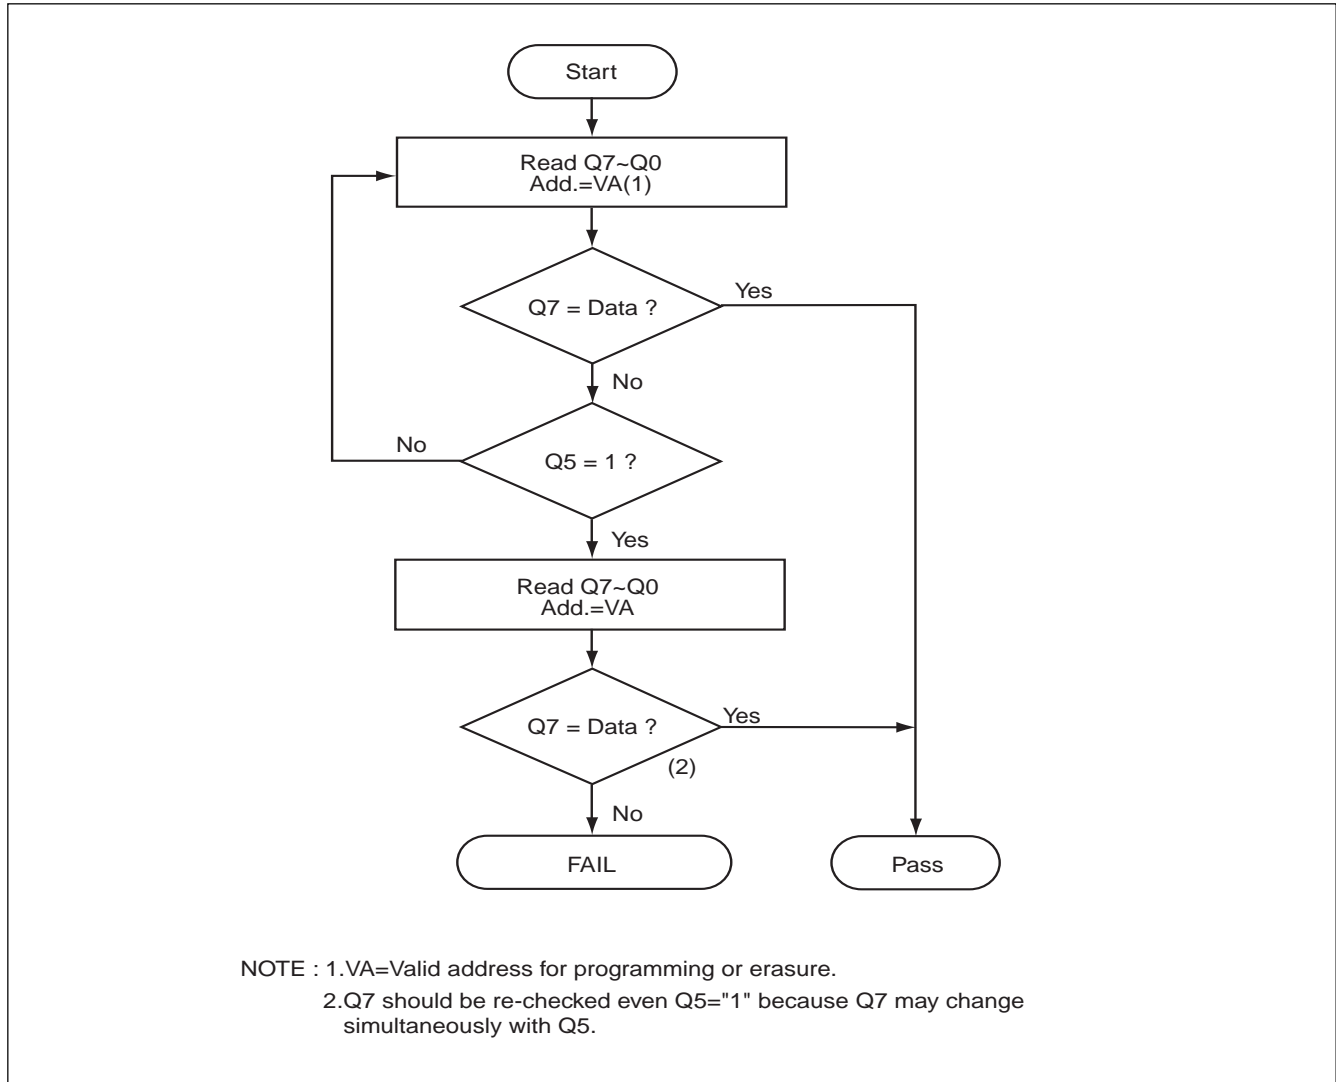 Start
Read Q7~Q0
Add.=VA(1)
Q7 = Data ?
Yes
No
No
Q5 = 1 ?
Yes
Read Q7~Q0
Add.=VA
Q7 = Data ?
Yes
(2)
No
FAIL
Pass
NOTE : 1.VA=Valid address for programming or erasure.
2.Q7 should be re-checked even Q5="1" because Q7 may change
simultaneously with Q5.